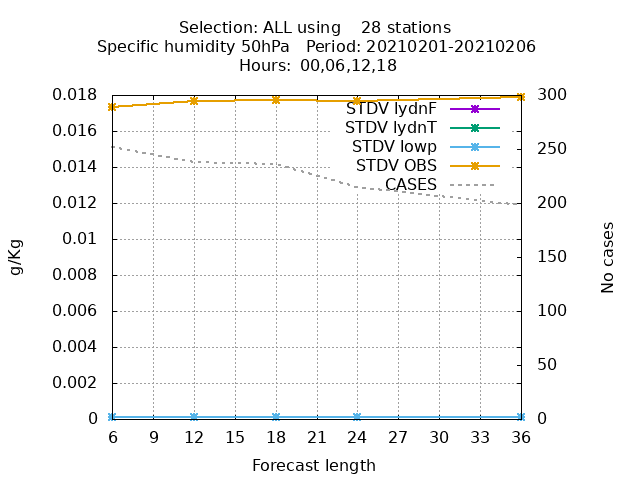 Selection: ALL using    28 stations
Specific humidity 50hPa   Period: 20210201-20210206
Hours:  00,06,12,18
0.018
0.016
0.014
0.012
0.01
0.008
0.006
0.004
0.002
0
g/Kg
STDV lydnF
STDV lydnT
STDV lowp
STDV OBS
CASES
300
250
200
150
100
50
0
No cases
6 9 12 15 18 21 24 27 30 33 36
Forecast length